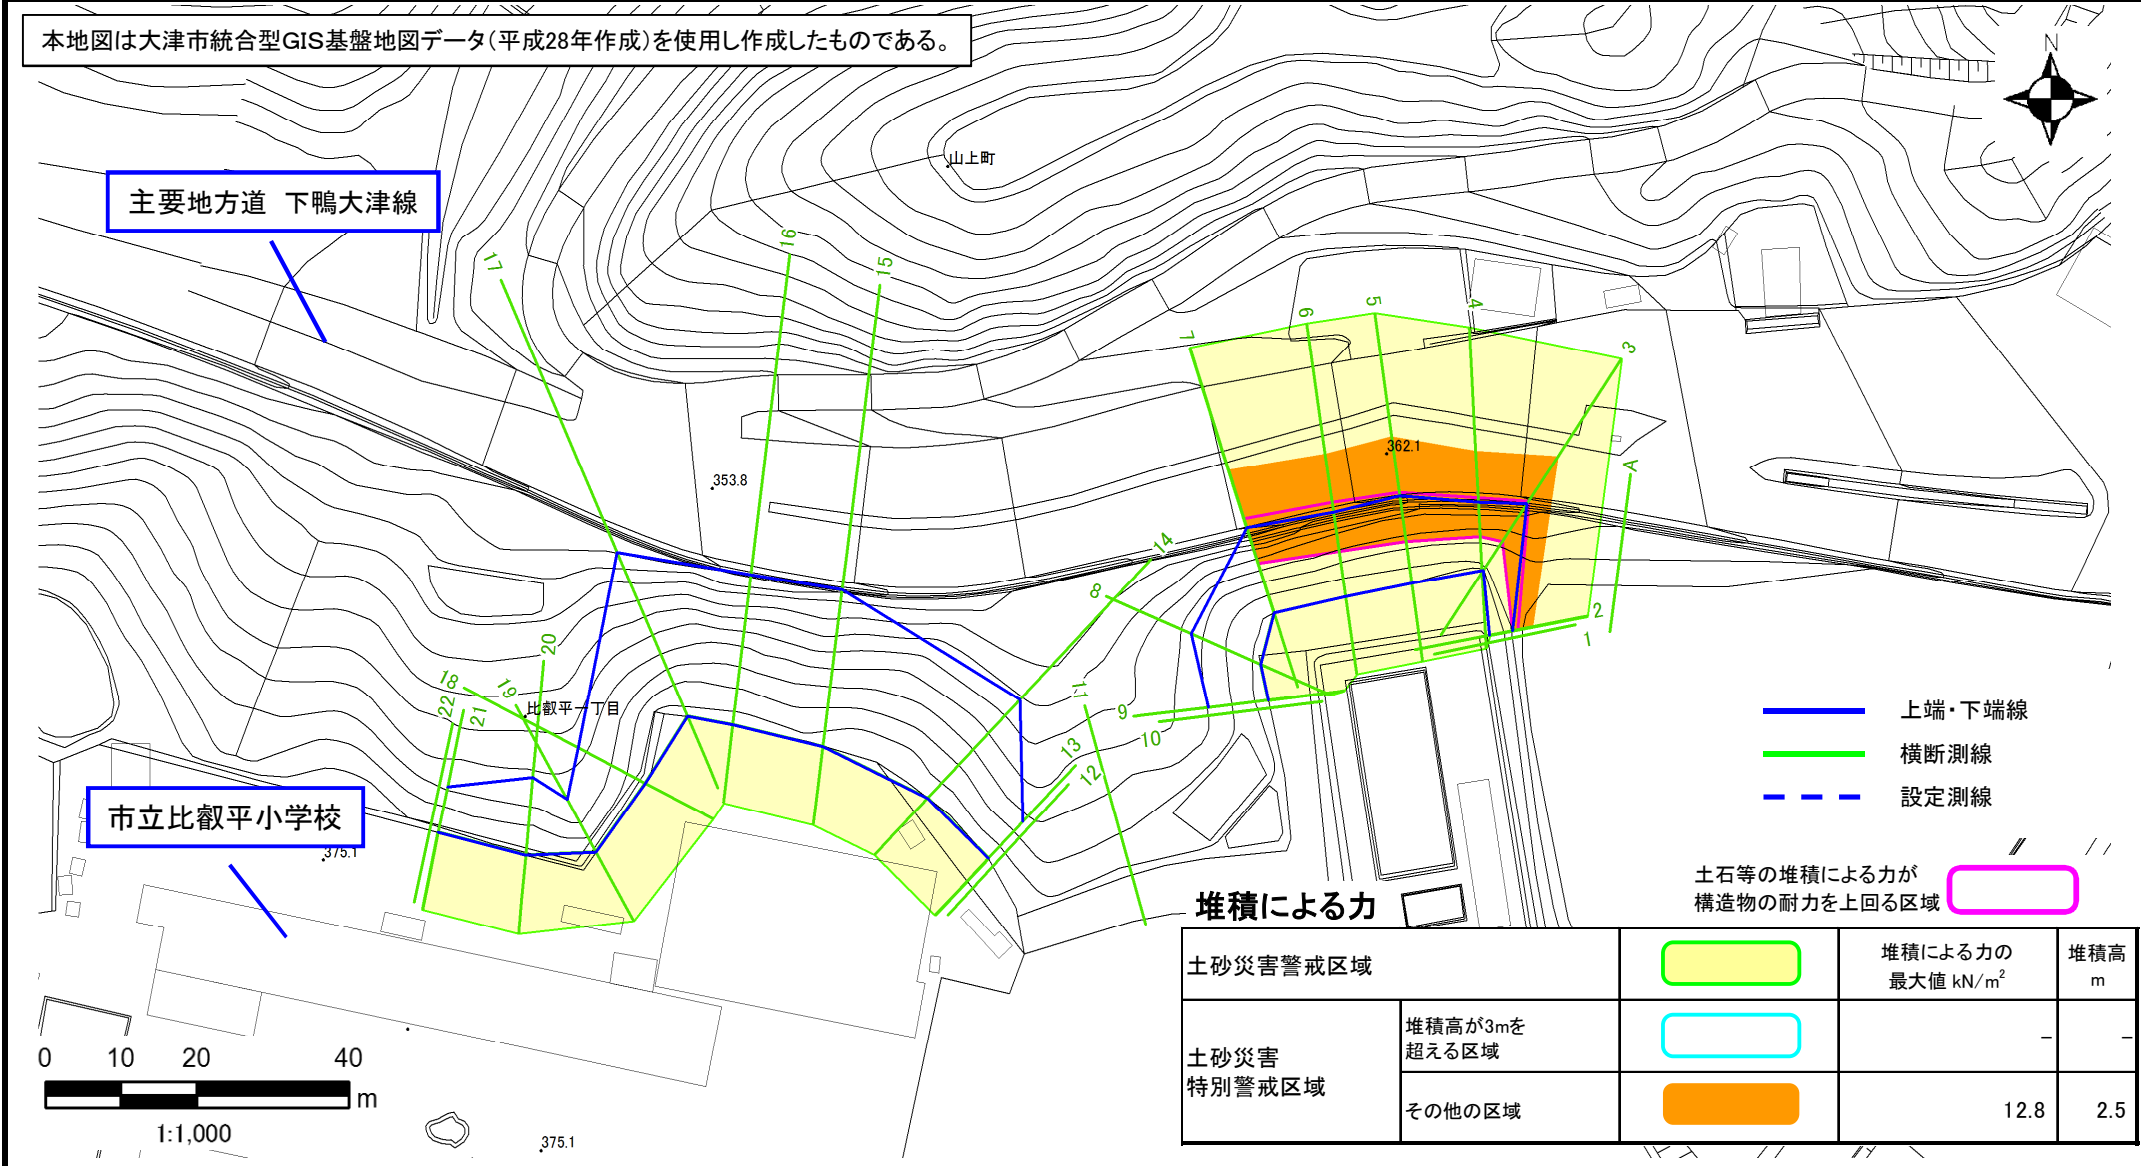 本地図は大津市統合型GIS基盤地図データ(平成28年作成)を使用し作成したものである。
N
山上町
主要地方道 下鴨大津線
16
17
15
5
6
4
7
3
362.1
A
353.8
14
8
2
1
20
18
19
比叡平一丁目
22
21
11
9
10
13
12
上端・下端線
横断測線
設定測線
市立比叡平小学校
375.1
土石等の堆積による力が
構造物の耐力を上回る区域
堆積による力
土砂災害警戒区域
堆積による力の
最大値 kN/m²
堆積高
m
土砂災害
特別警戒区域
堆積高が3mを
超える区域
–
–
その他の区域
12.8
2.5
0 10 20 40
m
1:1,000
375.1